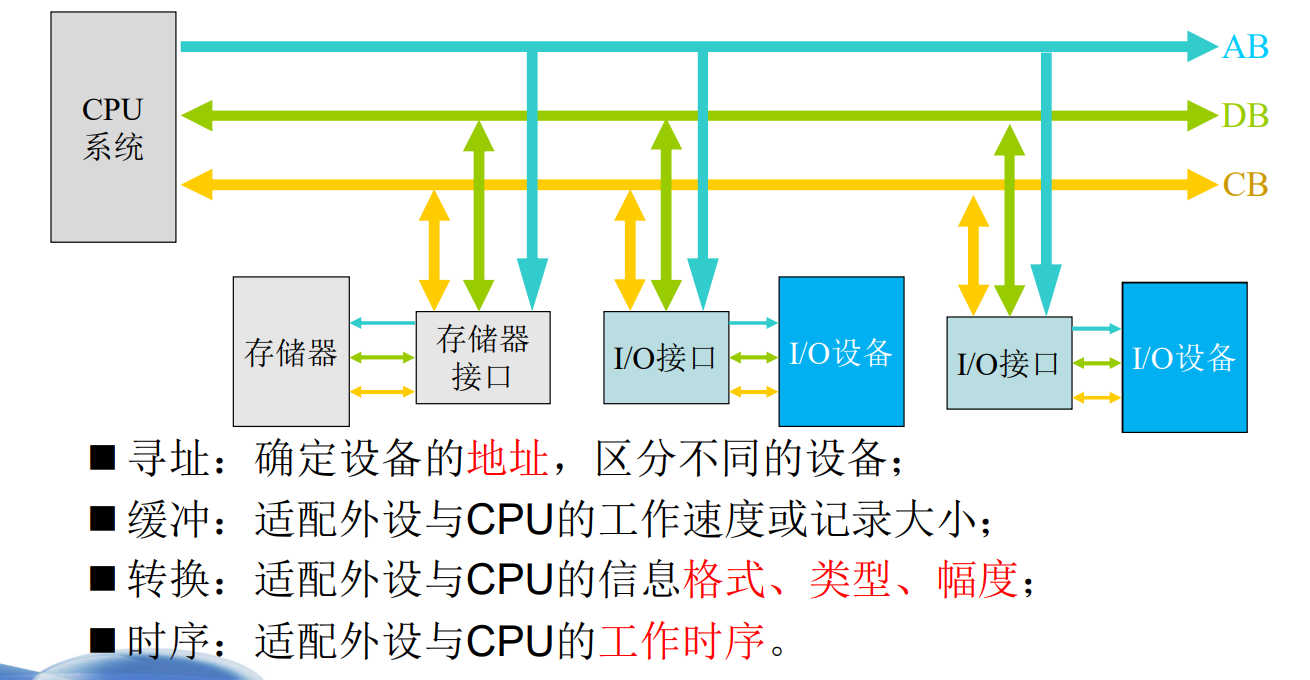 CPU
系统
AB
DB
CB
存储器
存储器
接口
I/O接口
I/O设备
I/O接口
I/O设备
■ 寻址：确定设备的地址，区分不同的设备；
■ 缓冲：适配外设与CPU的工作速度或记录大小；
■ 转换：适配外设与CPU的信息格式、类型、幅度；
■ 时序：适配外设与CPU的工作时序。